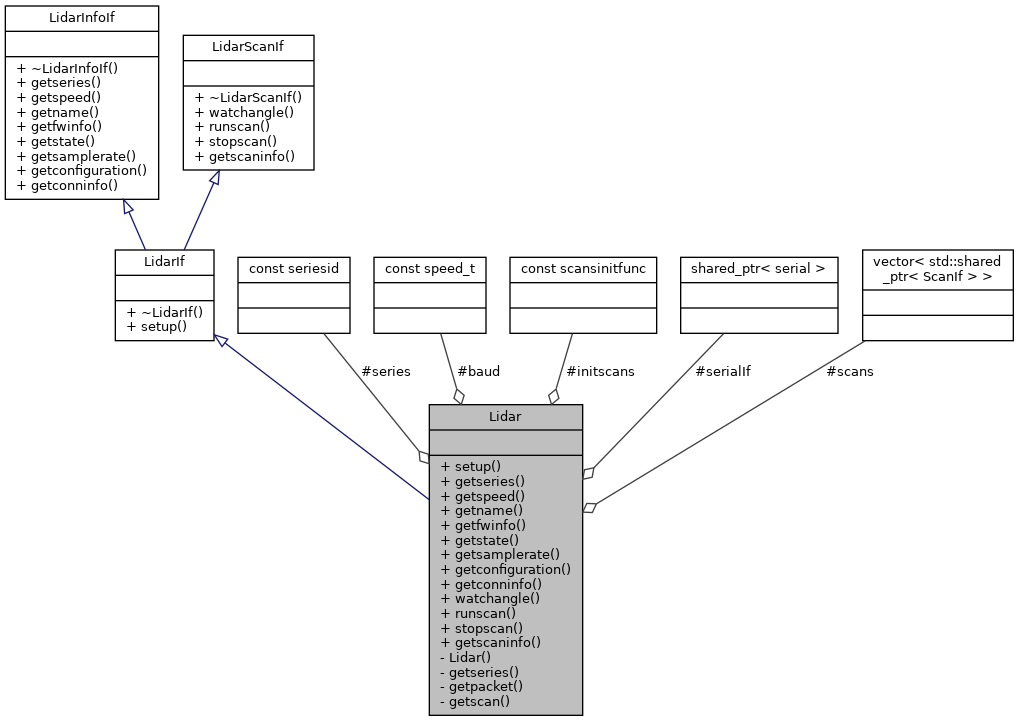 LidarInfoIf
+ ~LidarInfoIf()
+ getseries()
+ getspeed()
+ getname()
+ getfwinfo()
+ getstate()
+ getsamplerate()
+ getconfiguration()
+ getconninfo()
LidarScanIf
+ ~LidarScanIf()
+ watchangle()
+ runscan()
+ stopscan()
+ getscaninfo()
LidarIf
+ ~LidarIf()
+ setup()
const seriesid
const speed_t
const scansinitfunc
shared_ptr< serial >
vector< std::shared
_ptr< ScanIf > >
#series
#baud
#initscans
#serialIf
#scans
Lidar
+ setup()
+ getseries()
+ getspeed()
+ getname()
+ getfwinfo()
+ getstate()
+ getsamplerate()
+ getconfiguration()
+ getconninfo()
+ watchangle()
+ runscan()
+ stopscan()
+ getscaninfo()
- Lidar()
- getseries()
- getpacket()
- getscan()